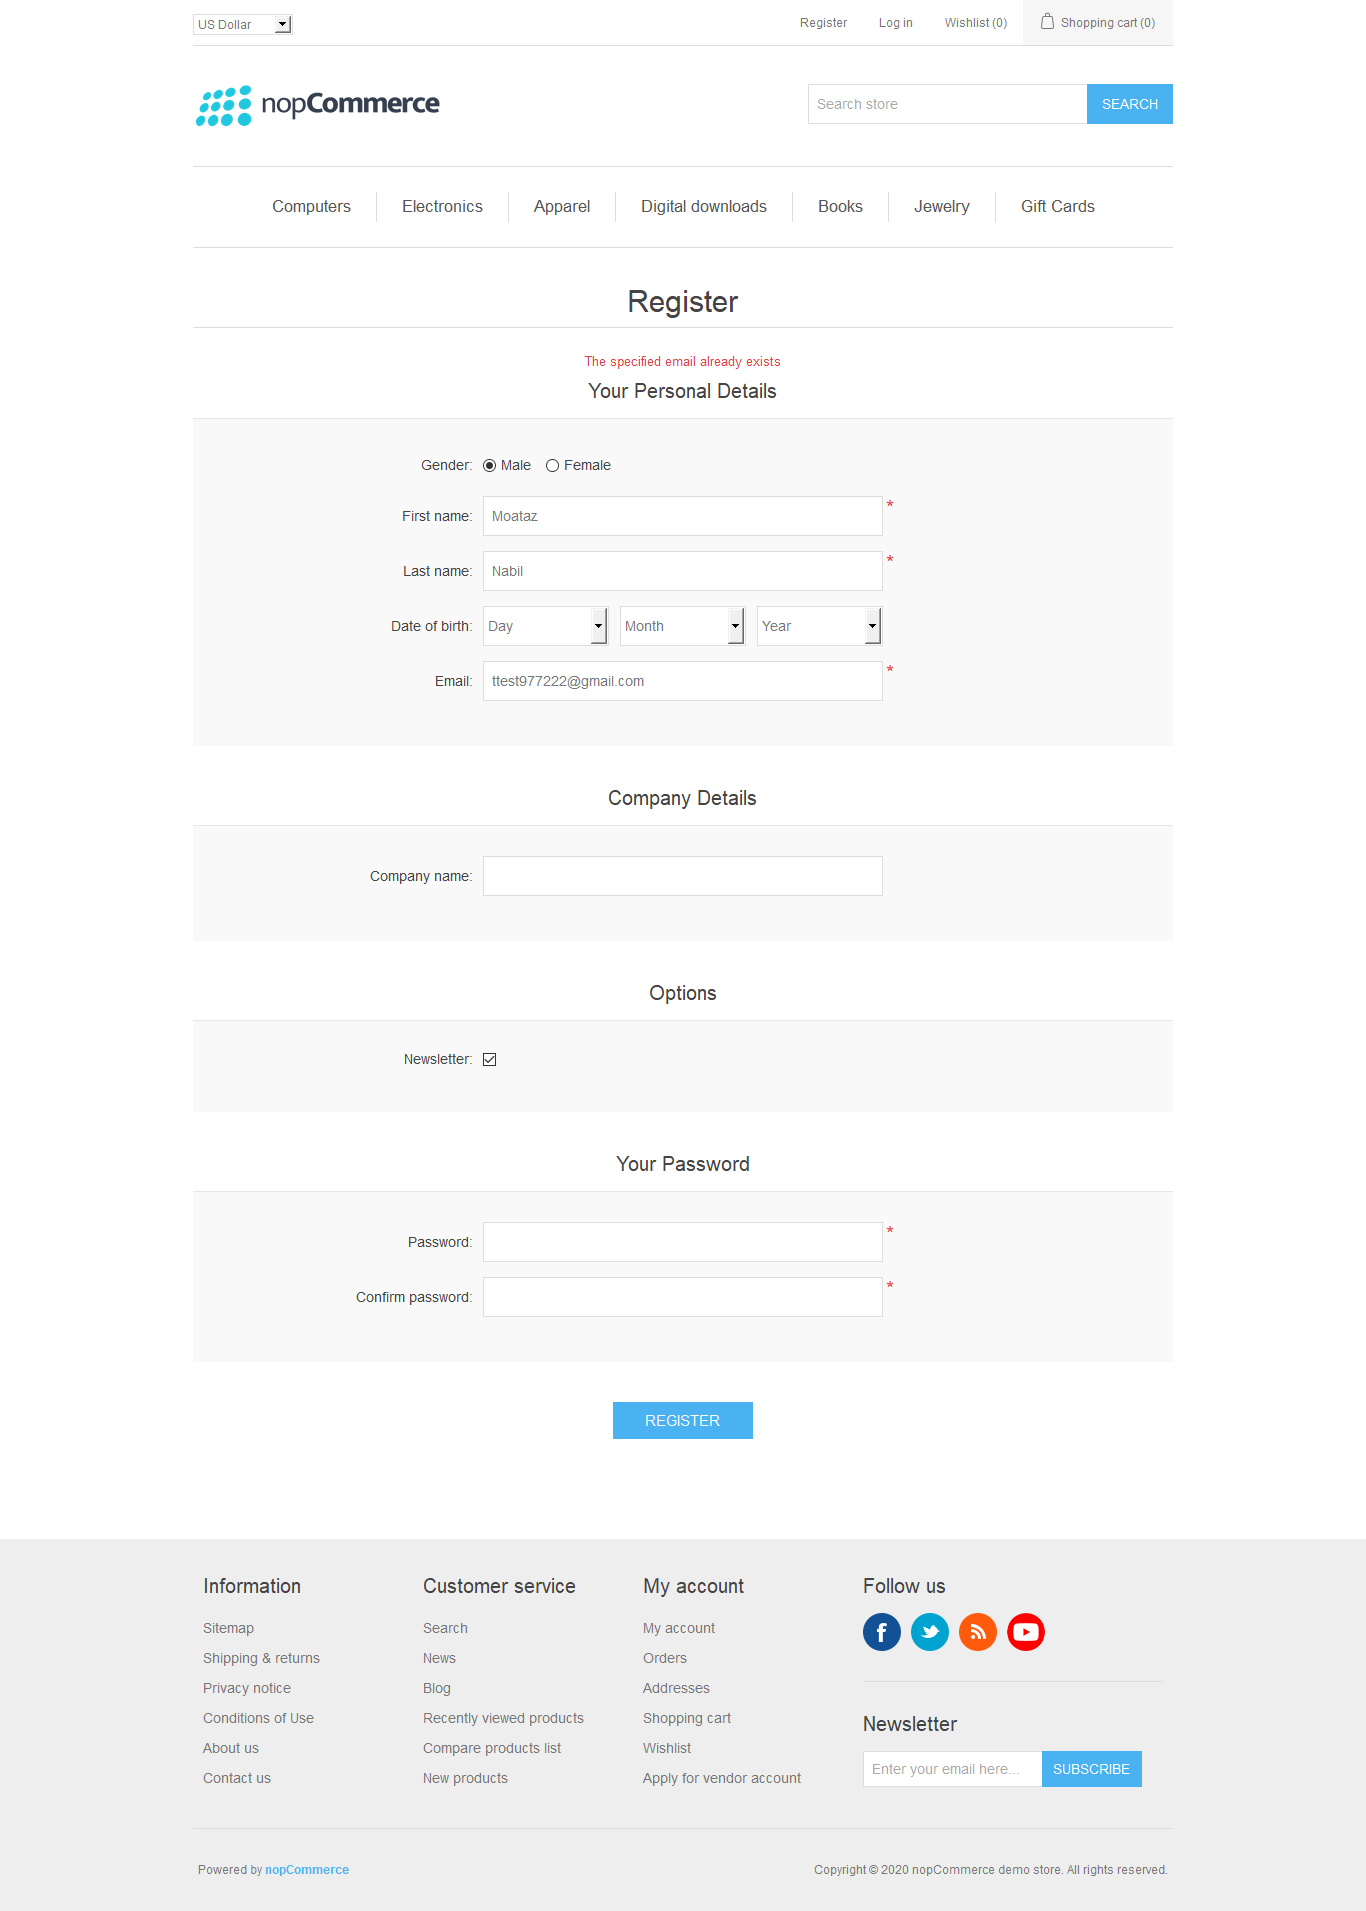 US Dollar Register Log in Wishlist (0) Shopping cart (0)
nopCommerce Search store SEARCH
Computers Electronics Apparel Digital downloads Books Jewelry Gift Cards
Register
The specified email already exists
Your Personal Details
Gender: Male Female
First name: Moataz *
Last name: Nabil *
Date of birth: Day Month Year
Email: ttest977222@gmail.com *
Company Details
Company name:
Options
Newsletter:
Your Password
Password: *
Confirm password: *
REGISTER
Information Customer service My account Follow us
Sitemap Search My account
Shipping & returns News Orders
Privacy notice Blog Addresses
Conditions of Use Recently viewed products Shopping cart Newsletter
About us Compare products list Wishlist
Contact us New products Apply for vendor account Enter your email here... SUBSCRIBE
Powered by nopCommerce Copyright © 2020 nopCommerce demo store. All rights reserved.